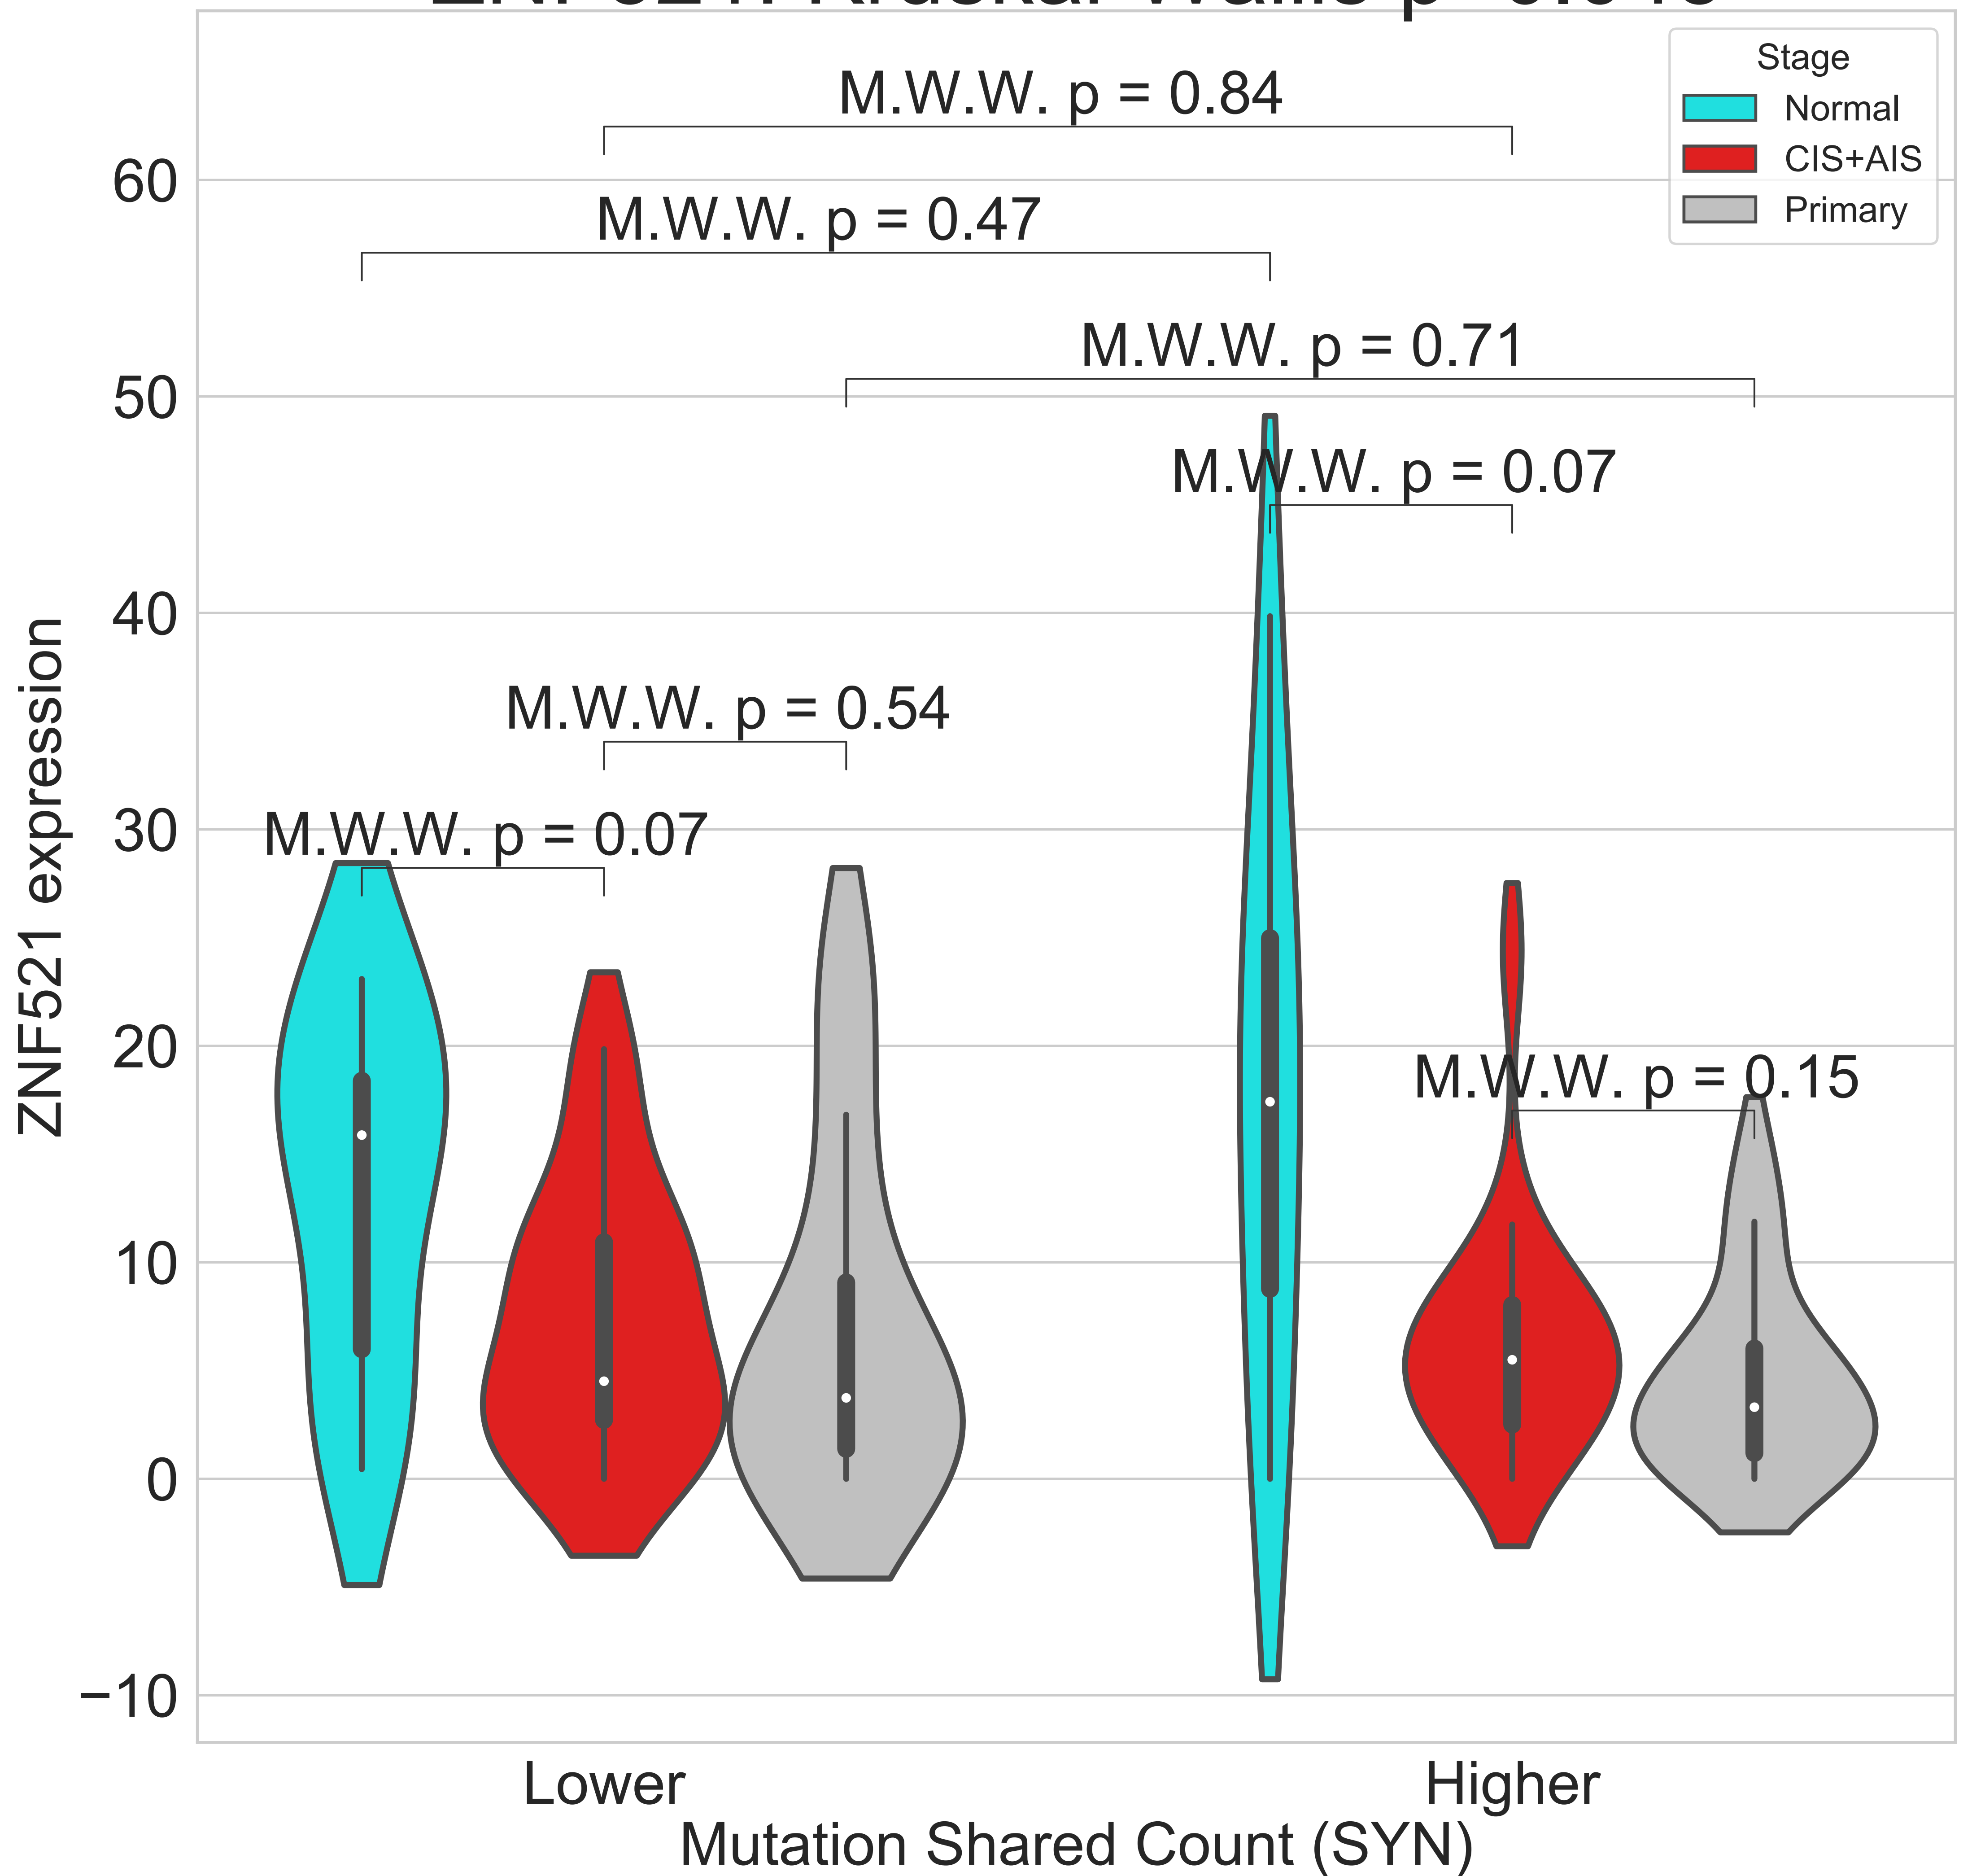 Stage
Normal
CIS+AIS
Primary
M.W.W. p = 0.84
M.W.W. p = 0.47
M.W.W. p = 0.71
M.W.W. p = 0.07
M.W.W. p = 0.54
M.W.W. p = 0.07
M.W.W. p = 0.15
ZNF521 expression
60
50
40
30
20
10
0
−10
Lower
Higher
Mutation Shared Count (SYN)